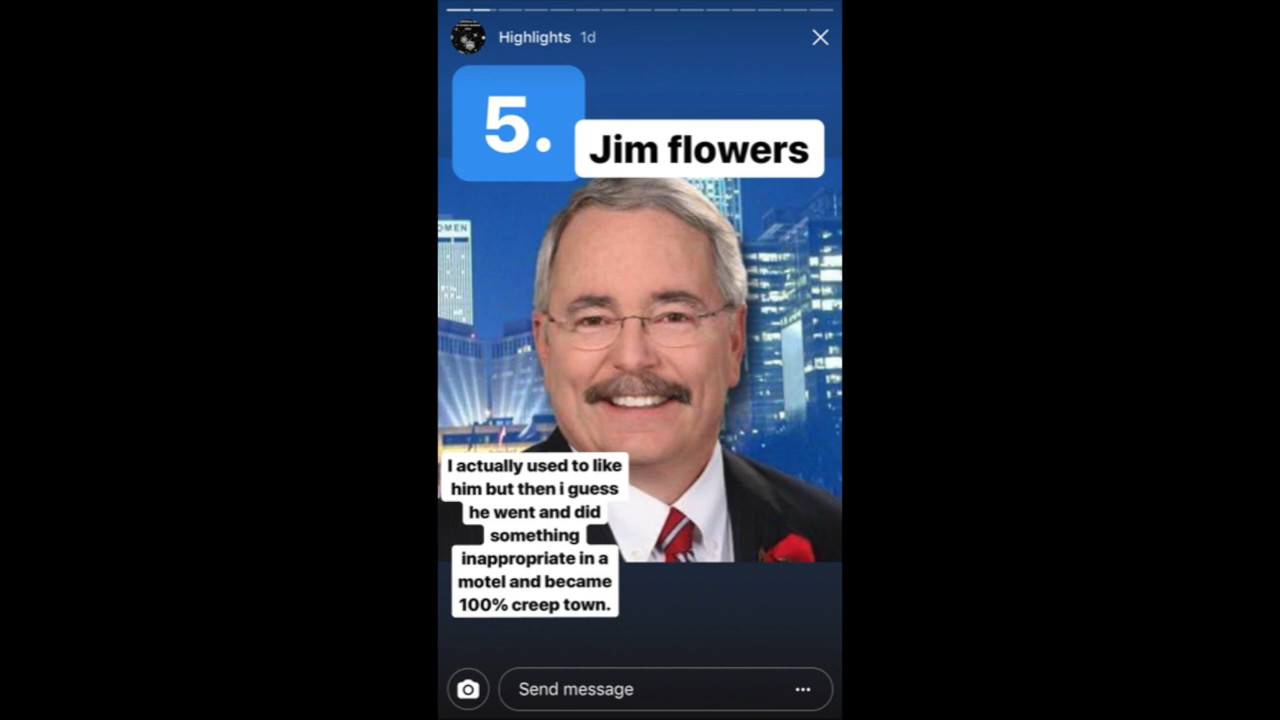 Highlights 1d
5.
Jim flowers
OMEN
I actually used to like
him but then i guess
he went and did
something
inappropriate in a
motel and became
100% creep town.
Send message